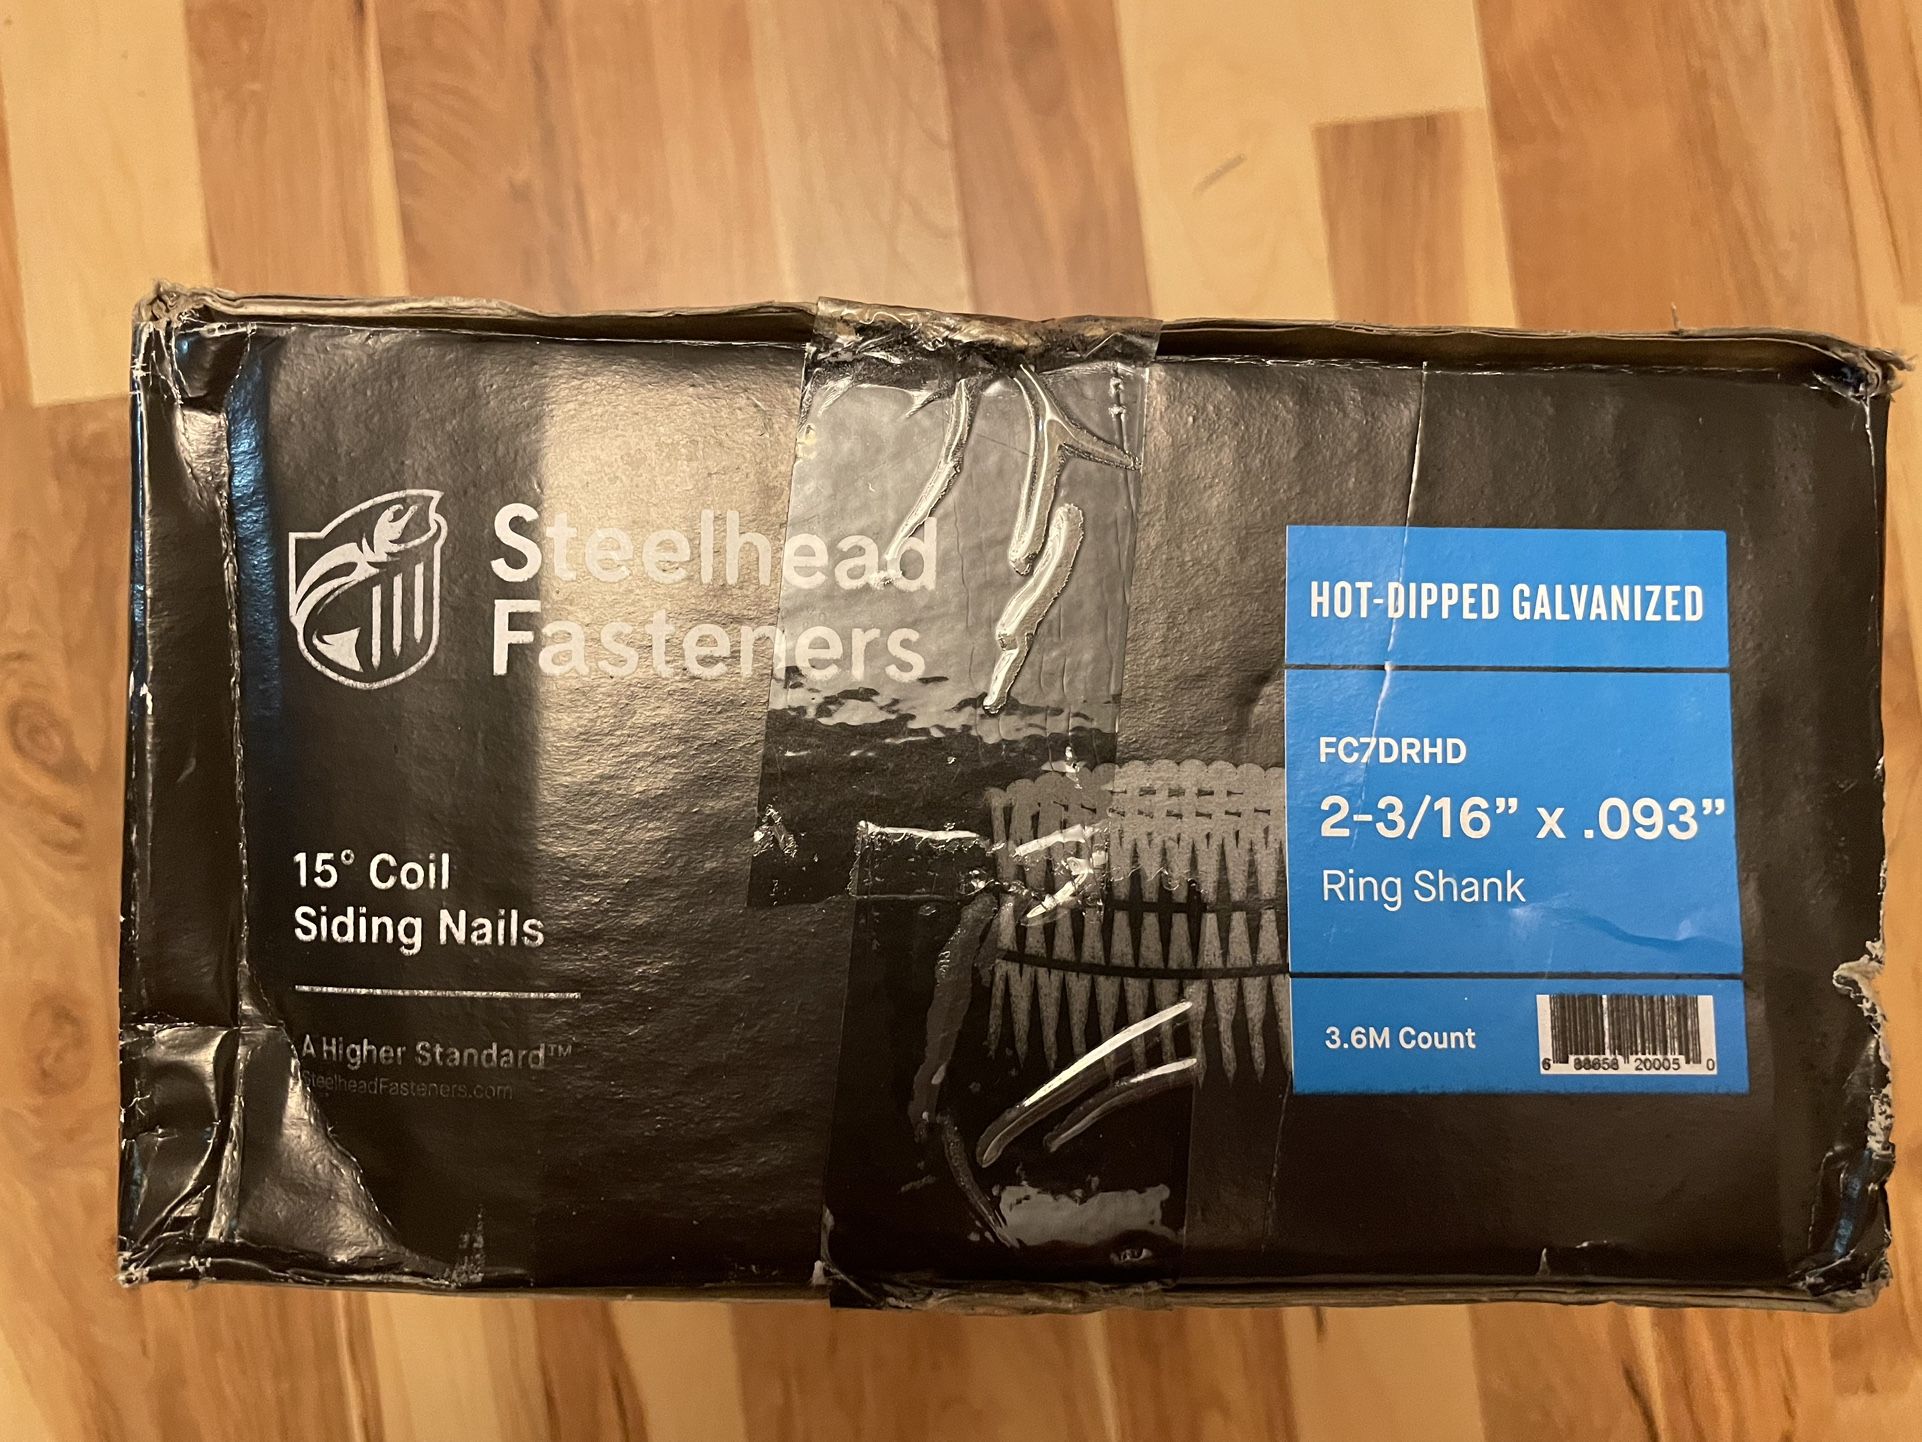 Steelhead
Fasteners
15° Coil
Siding Nails
A Higher Standard™
SteelheadFasteners.com
HOT-DIPPED GALVANIZED
FC7DRHD
2-3/16” x .093”
Ring Shank
3.6M Count
6 88658 20005 0